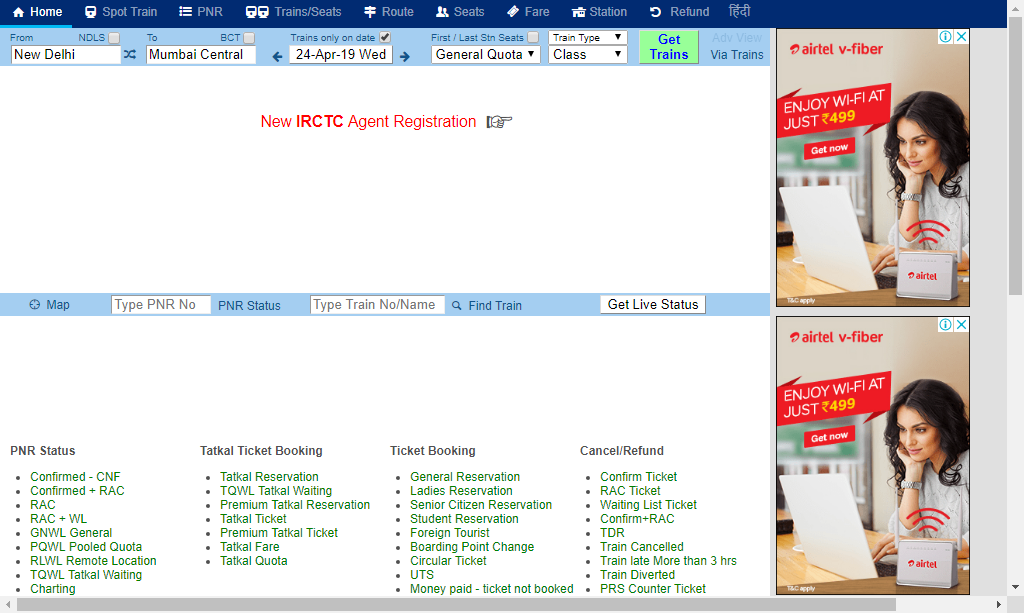 Home Spot Train PNR Trains/Seats Route Seats Fare Station Refund हिंदी
From NDLS To BCT Trains only on date First / Last Stn Seats Train Type Adv View
New Delhi Mumbai Central 24-Apr-19 Wed General Quota Class Get Trains Via Trains
New IRCTC Agent Registration
Map Type PNR No PNR Status Type Train No/Name Find Train Get Live Status
PNR Status
Confirmed - CNF
Confirmed + RAC
RAC
RAC + WL
GNWL General
PQWL Pooled Quota
RLWL Remote Location
TQWL Tatkal Waiting
Charting
Tatkal Ticket Booking
Tatkal Reservation
TQWL Tatkal Waiting
Premium Tatkal Reservation
Tatkal Ticket
Premium Tatkal Ticket
Tatkal Fare
Tatkal Quota
Ticket Booking
General Reservation
Ladies Reservation
Senior Citizen Reservation
Student Reservation
Foreign Tourist
Boarding Point Change
Circular Ticket
UTS
Money paid - ticket not booked
Cancel/Refund
Confirm Ticket
RAC Ticket
Waiting List Ticket
Confirm+RAC
TDR
Train Cancelled
Train late More than 3 hrs
Train Diverted
PRS Counter Ticket
airtel v-fiber
ENJOY WI-FI AT
JUST ₹499
Get now
airtel
T&C apply
airtel v-fiber
ENJOY WI-FI AT
JUST ₹499
Get now
airtel
T&C apply